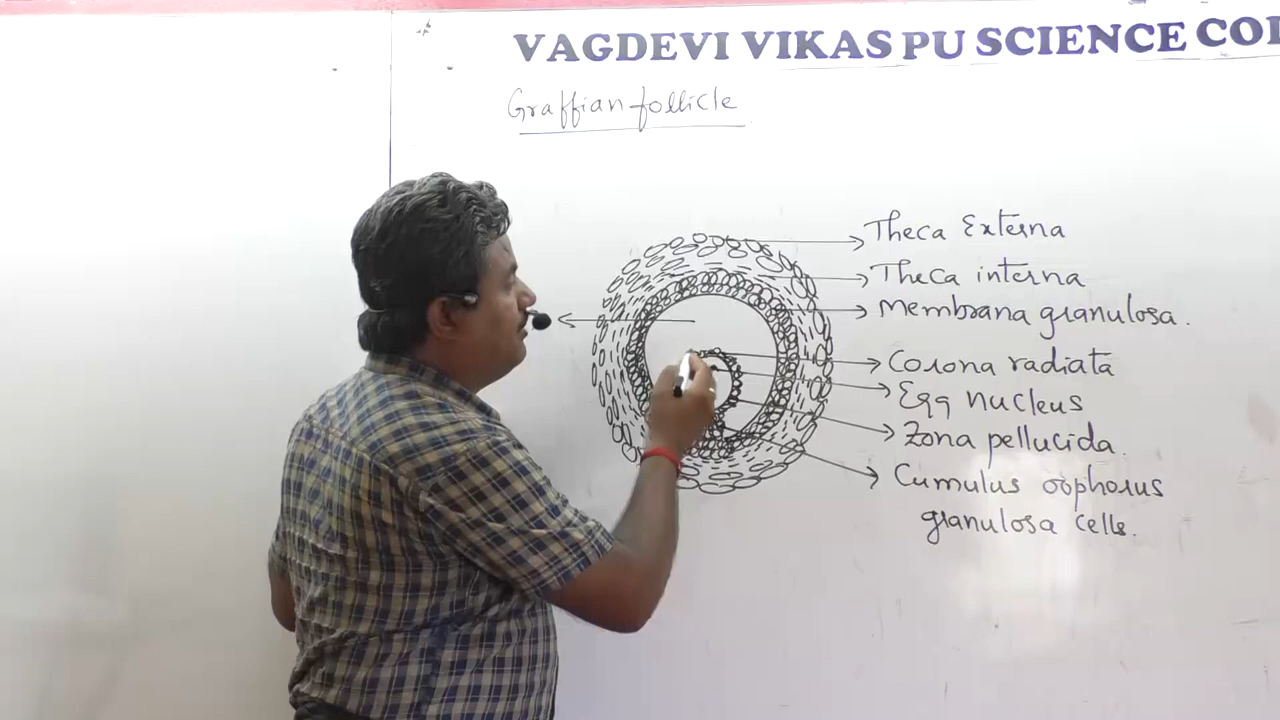 VAGDEVI VIKAS PU SCIENCE COL
Graffian follicle
Theca Externa
Theca interna
Membrana granulosa.
Corona radiata
Egg nucleus
Zona pellucida.
Cumulus oophorus
granulosa cells.